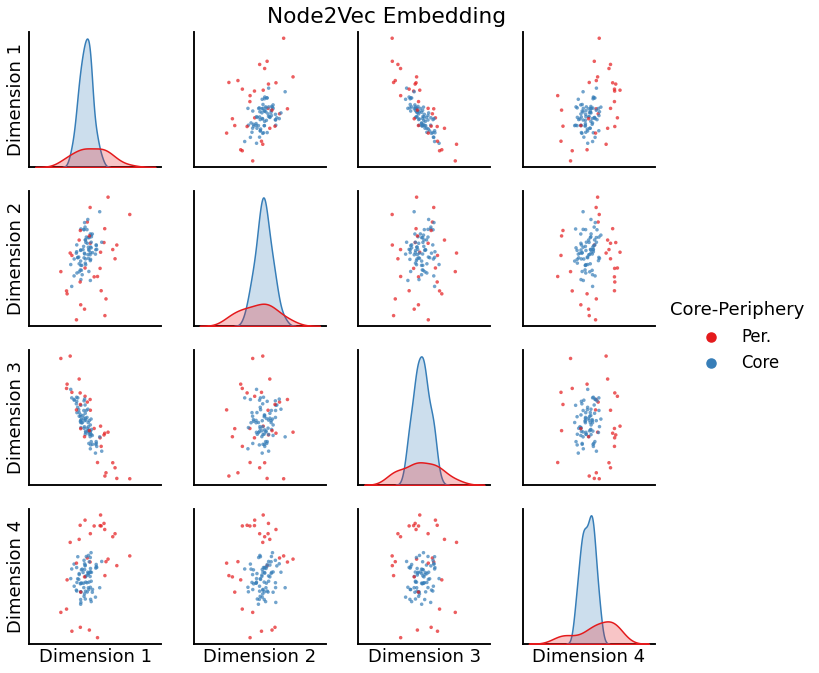 Node2Vec Embedding
Dimension 1
Dimension 2
Dimension 3
Dimension 4
Core-Periphery
Per.
Core
Dimension 1
Dimension 2
Dimension 3
Dimension 4